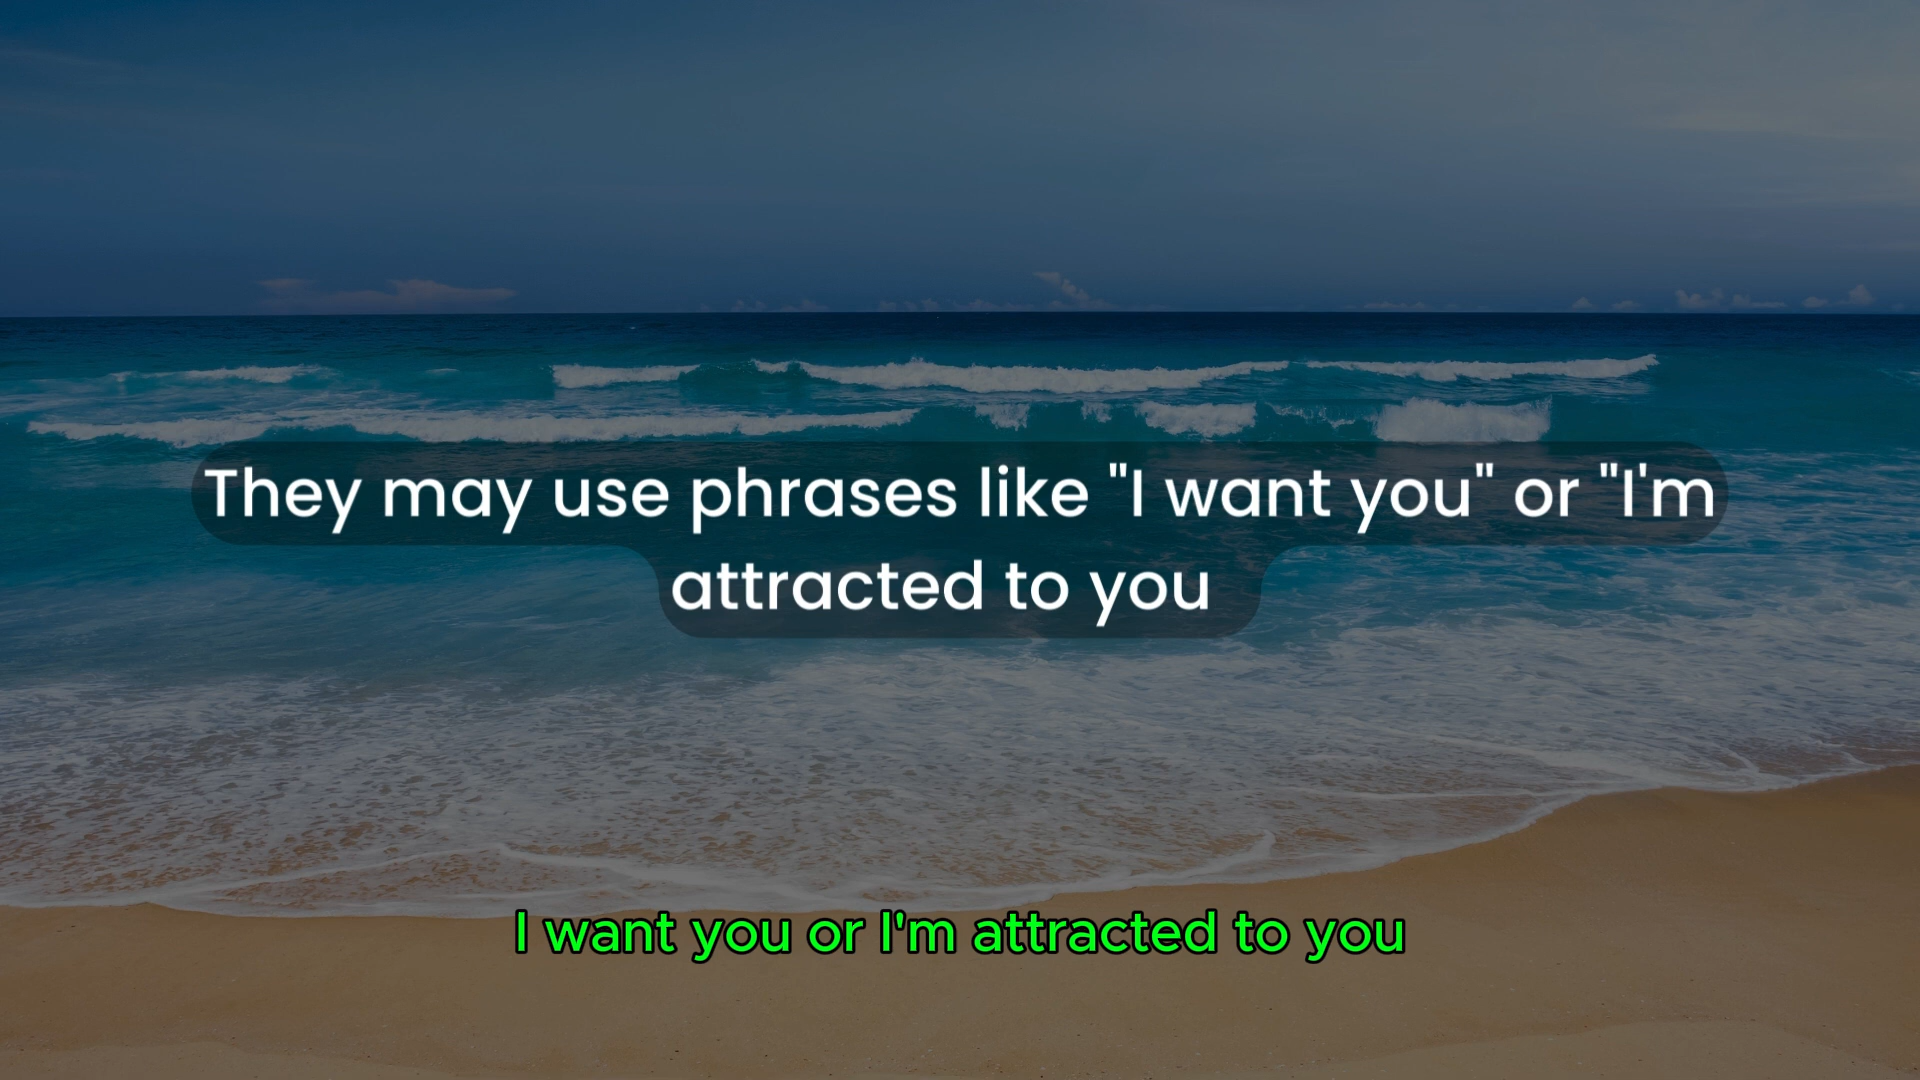 They may use phrases like "I want you" or "I'm
attracted to you
I want you or I'm attracted to you